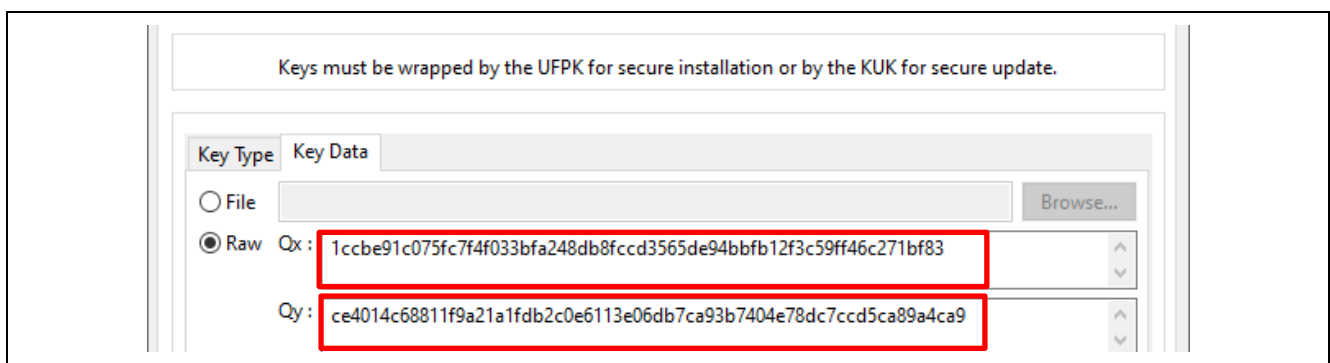 Keys must be wrapped by the UFPK for secure installation or by the KUK for secure update.
Key Type Key Data
File Browse...
Raw Qx : 1ccbe91c075fc7f4f033bfa248db8fccd3565de94bbfb12f3c59ff46c271bf83
Qy : ce4014c68811f9a21a1fdb2c0e6113e06db7ca93b7404e78dc7ccd5ca89a4ca9